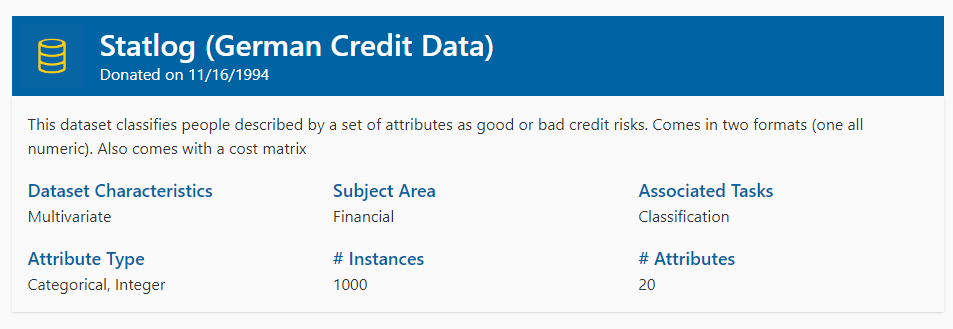 Statlog (German Credit Data)
Donated on 11/16/1994
This dataset classifies people described by a set of attributes as good or bad credit risks. Comes in two formats (one all
numeric). Also comes with a cost matrix
Dataset Characteristics
Subject Area
Associated Tasks
Multivariate
Financial
Classification
Attribute Type
# Instances
# Attributes
Categorical, Integer
1000
20